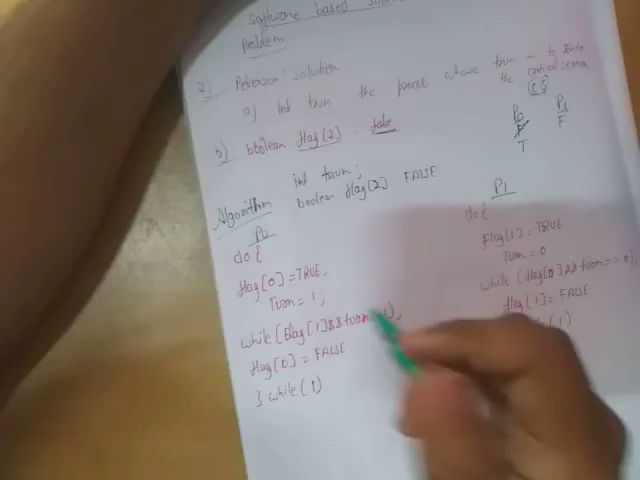 Software based
Problem
2) Peterson's solution
a) Int turn the process whose turn to
the critical section
(CS)
b) boolean flag[2] false
P0 P1
F F
T
int turn;
boolean flag[2] FALSE
Algorithm
P0
do {
flag[0] = TRUE;
Turn = 1;
while (flag[1] && turn
flag[0] = FALSE
} while (1)
P1
do {
flag[1] = TRUE
Turn = 0
while (flag[0] && turn == 0);
flag[1] = FALSE
(1)